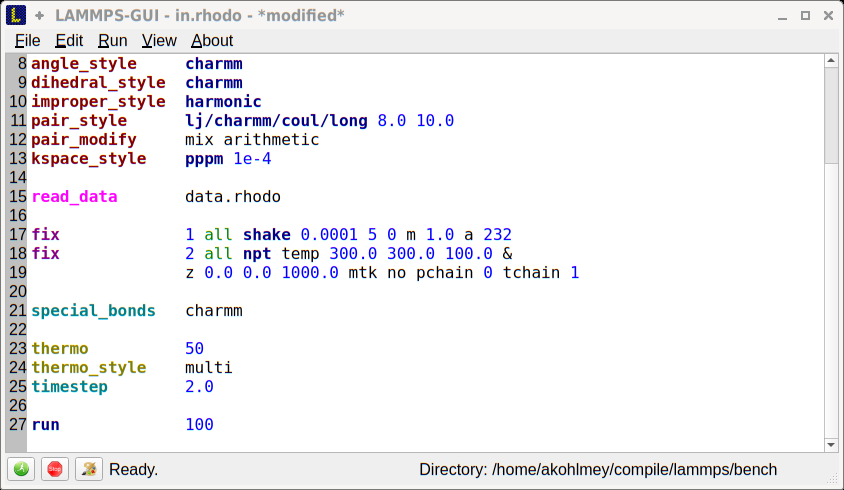 LAMMPS-GUI - in.rhodo - *modified*
File Edit Run View About
8 angle_style charmm
9 dihedral_style charmm
10 improper_style harmonic
11 pair_style lj/charmm/coul/long 8.0 10.0
12 pair_modify mix arithmetic
13 kspace_style pppm 1e-4
14
15 read_data data.rhodo
16
17 fix 1 all shake 0.0001 5 0 m 1.0 a 232
18 fix 2 all npt temp 300.0 300.0 100.0 &
19 z 0.0 0.0 1000.0 mtk no pchain 0 tchain 1
20
21 special_bonds charmm
22
23 thermo 50
24 thermo_style multi
25 timestep 2.0
26
27 run 100
Stop Ready. Directory: /home/akohlmey/compile/lammps/bench